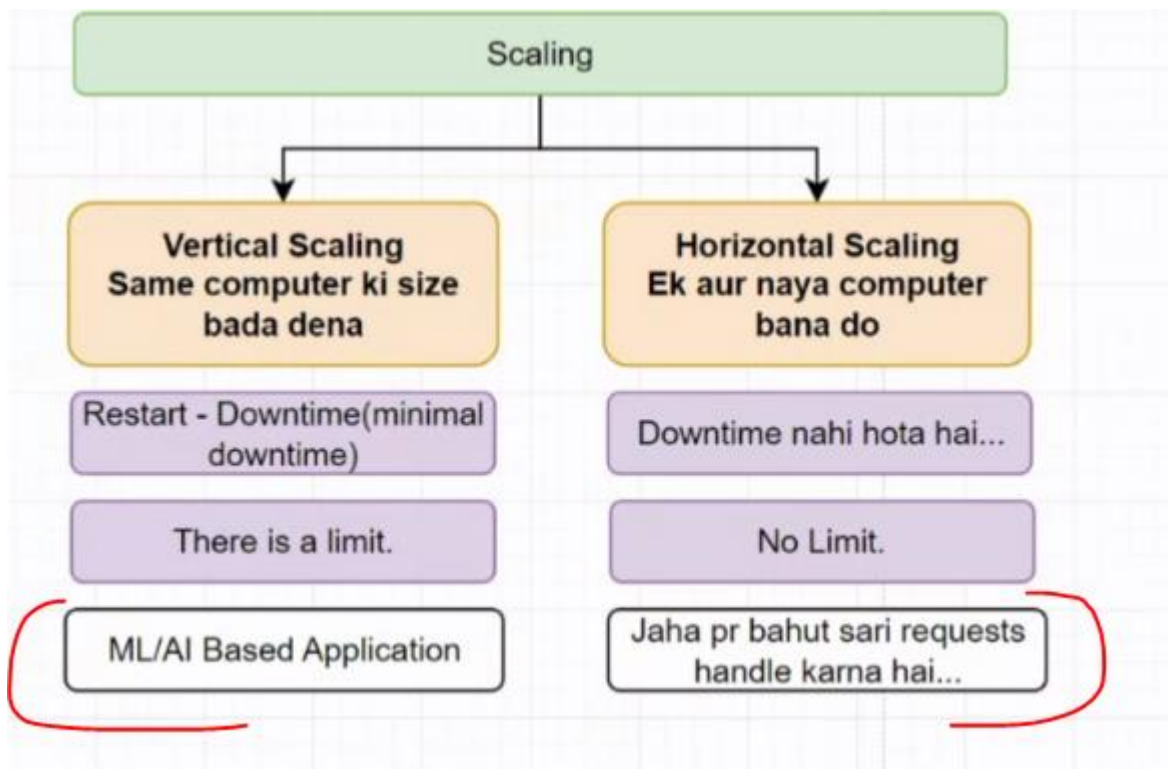 Scaling
Vertical Scaling
Same computer ki size
bada dena
Horizontal Scaling
Ek aur naya computer
bana do
Restart - Downtime(minimal
downtime)
Downtime nahi hota hai...
There is a limit.
No Limit.
ML/AI Based Application
Jaha pr bahut sari requests
handle karna hai...